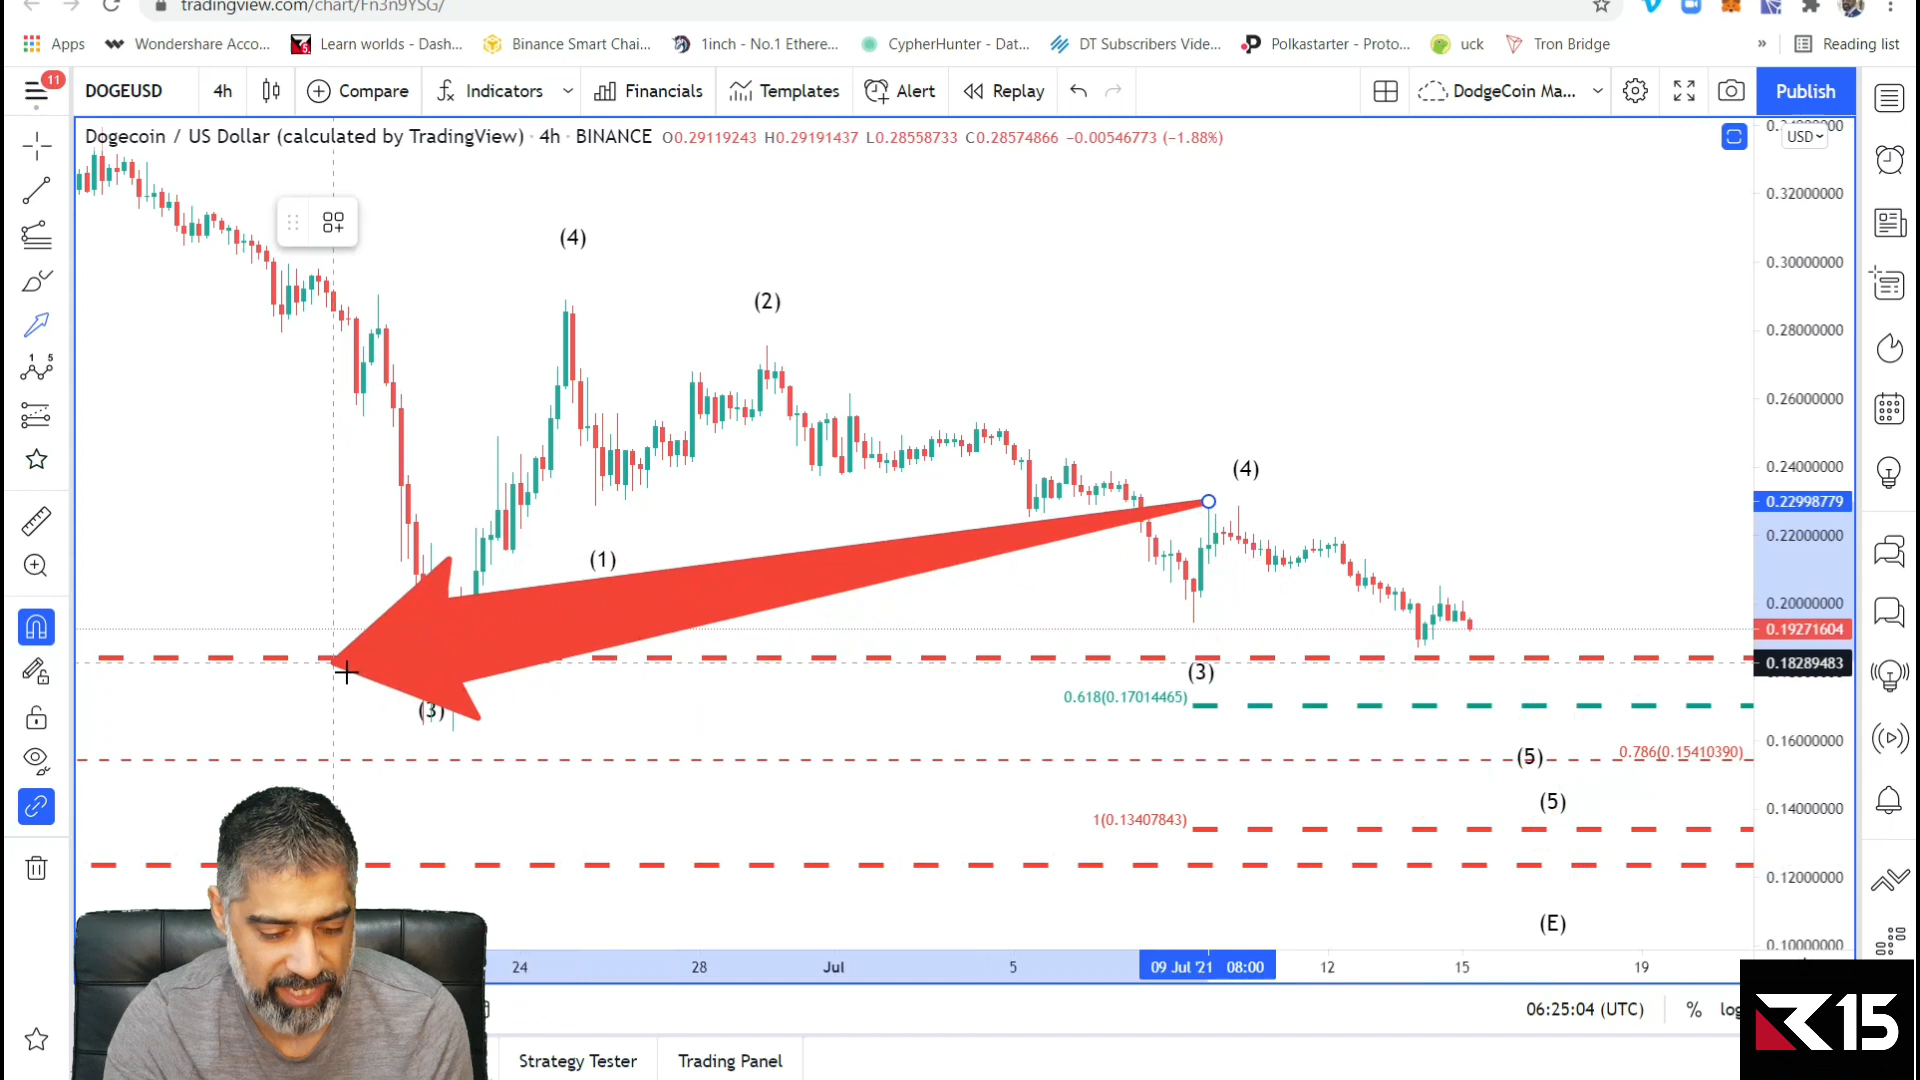 tradingview.com/chart/Fn3n9YSG/
Apps Wondershare Acco... Learn worlds - Dash... Binance Smart Chai... 1inch - No.1 Ethere... CypherHunter - Dat... DT Subscribers Vide... Polkastarter - Proto... uck Tron Bridge » Reading list
11 DOGEUSD 4h Compare Indicators Financials Templates Alert Replay DodgeCoin Ma... Publish
Dogecoin / US Dollar (calculated by TradingView) · 4h · BINANCE O0.29119243 H0.29191437 L0.28558733 C0.28574866 −0.00546773 (−1.88%)
USD
0.32000000
(4)
0.30000000
(2)
0.28000000
1 5
0.26000000
(4)
0.24000000
0.22998779
0.22000000
(1)
0.20000000
0.19271604
0.18289483
(3)
0.618(0.17014465)
(3)
0.16000000
(5)
0.786(0.15410390)
(5)
0.14000000
1(0.13407843)
0.12000000
(E)
0.10000000
24 28 Jul 5 09 Jul '21 08:00 12 15 19
06:25:04 (UTC) % log
R15
Strategy Tester Trading Panel